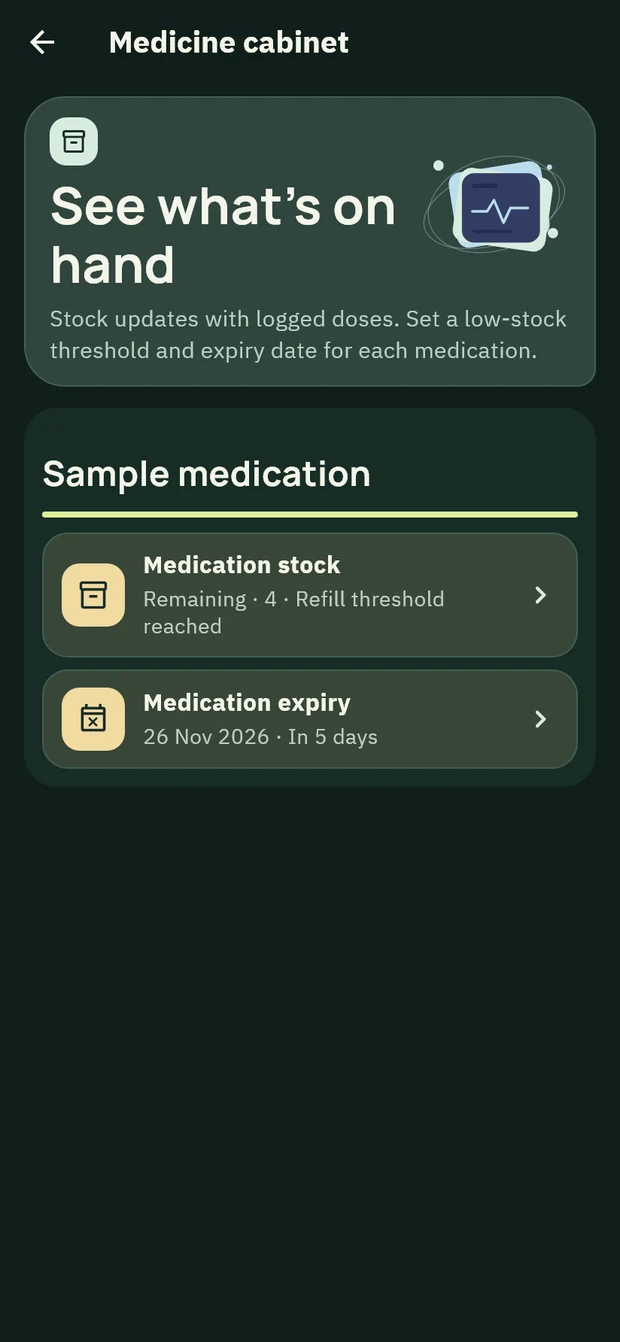 Medicine cabinet
See what’s on
hand
Stock updates with logged doses. Set a low-stock
threshold and expiry date for each medication.
Sample medication
Medication stock
Remaining · 4 · Refill threshold
reached
Medication expiry
26 Nov 2026 · In 5 days